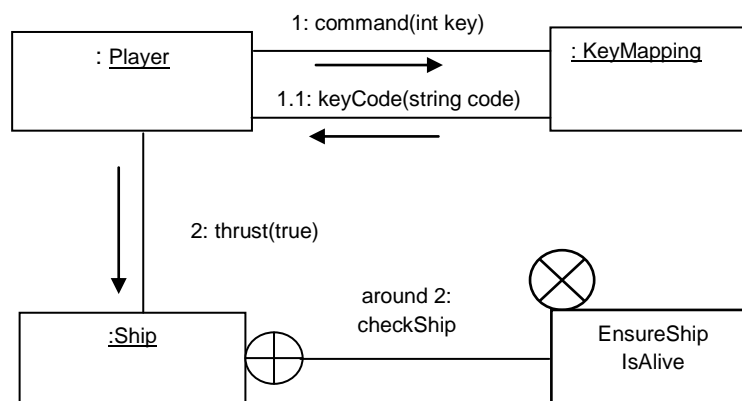 1: command(int key)
: Player
: KeyMapping
1.1: keyCode(string code)
2: thrust(true)
around 2:
checkShip
:Ship
EnsureShip
IsAlive